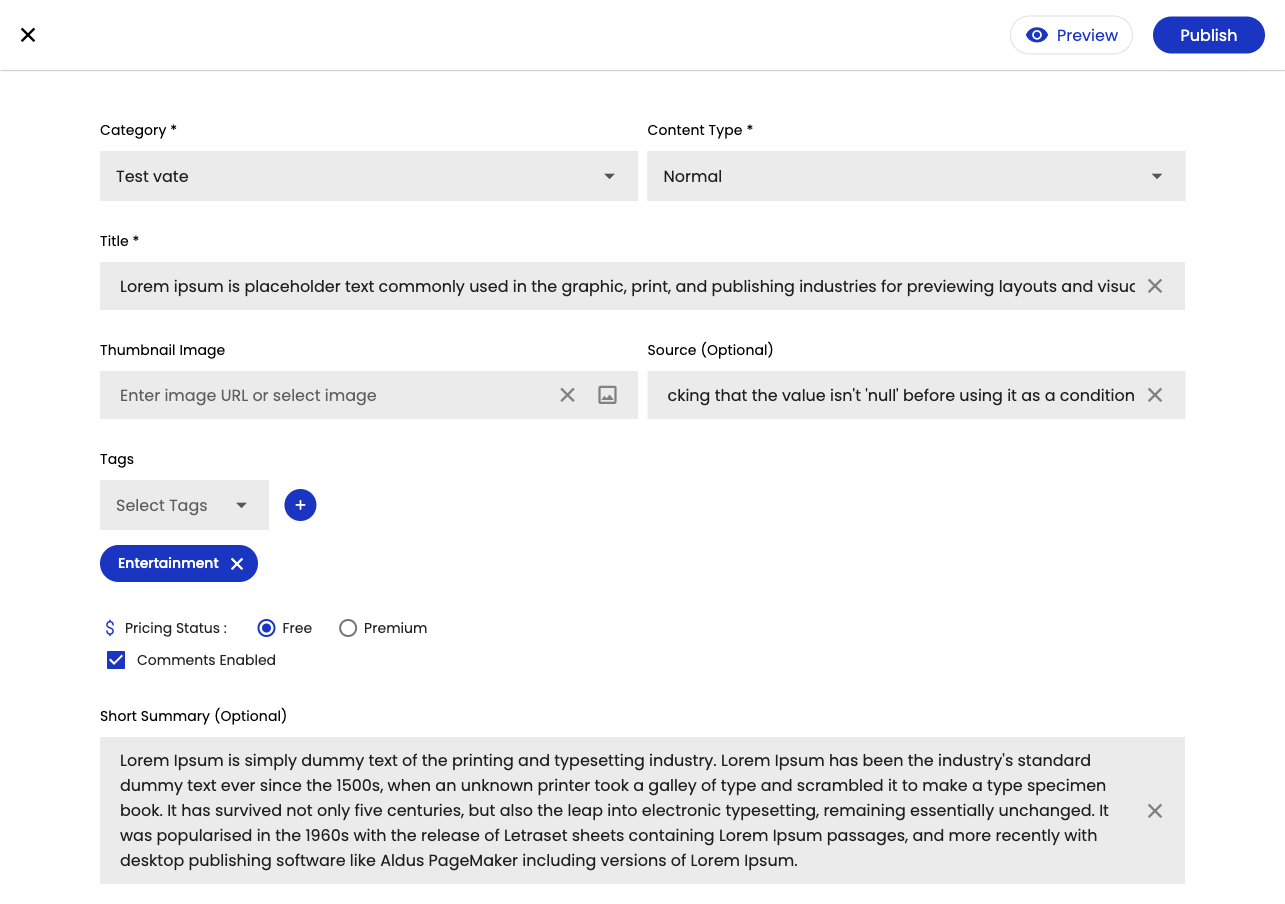 Preview
Publish
Category *
Content Type *
Test vate
Normal
Title *
Lorem ipsum is placeholder text commonly used in the graphic, print, and publishing industries for previewing layouts and
Thumbnail Image
Source (Optional)
Enter image URL or select image
that the value isn't 'null' before using it as a condition
Tags
Select Tags
+
Entertainment
$ Pricing Status :
Free
Premium
Comments Enabled
Short Summary (Optional)
Lorem Ipsum is simply dummy text of the printing and typesetting industry. Lorem Ipsum has been the industry's standard
dummy text ever since the 1500s, when an unknown printer took a galley of type and scrambled it to make a type specimen
book. It has survived not only five centuries, but also the leap into electronic typesetting, remaining essentially unchanged. It
was popularised in the 1960s with the release of Letraset sheets containing Lorem Ipsum passages, and more recently with
desktop publishing software like Aldus PageMaker including versions of Lorem Ipsum.